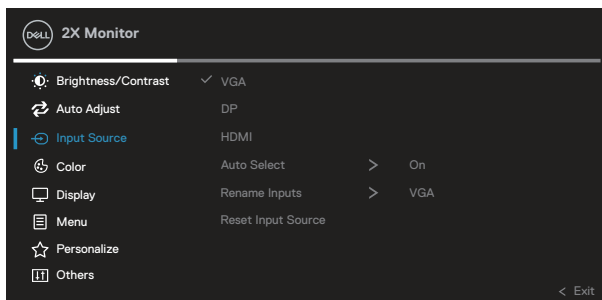 DELL 2X Monitor
Brightness/Contrast VGA
Auto Adjust DP
Input Source HDMI
Color Auto Select > On
Display Rename Inputs > VGA
Menu Reset Input Source
Personalize
Others
< Exit